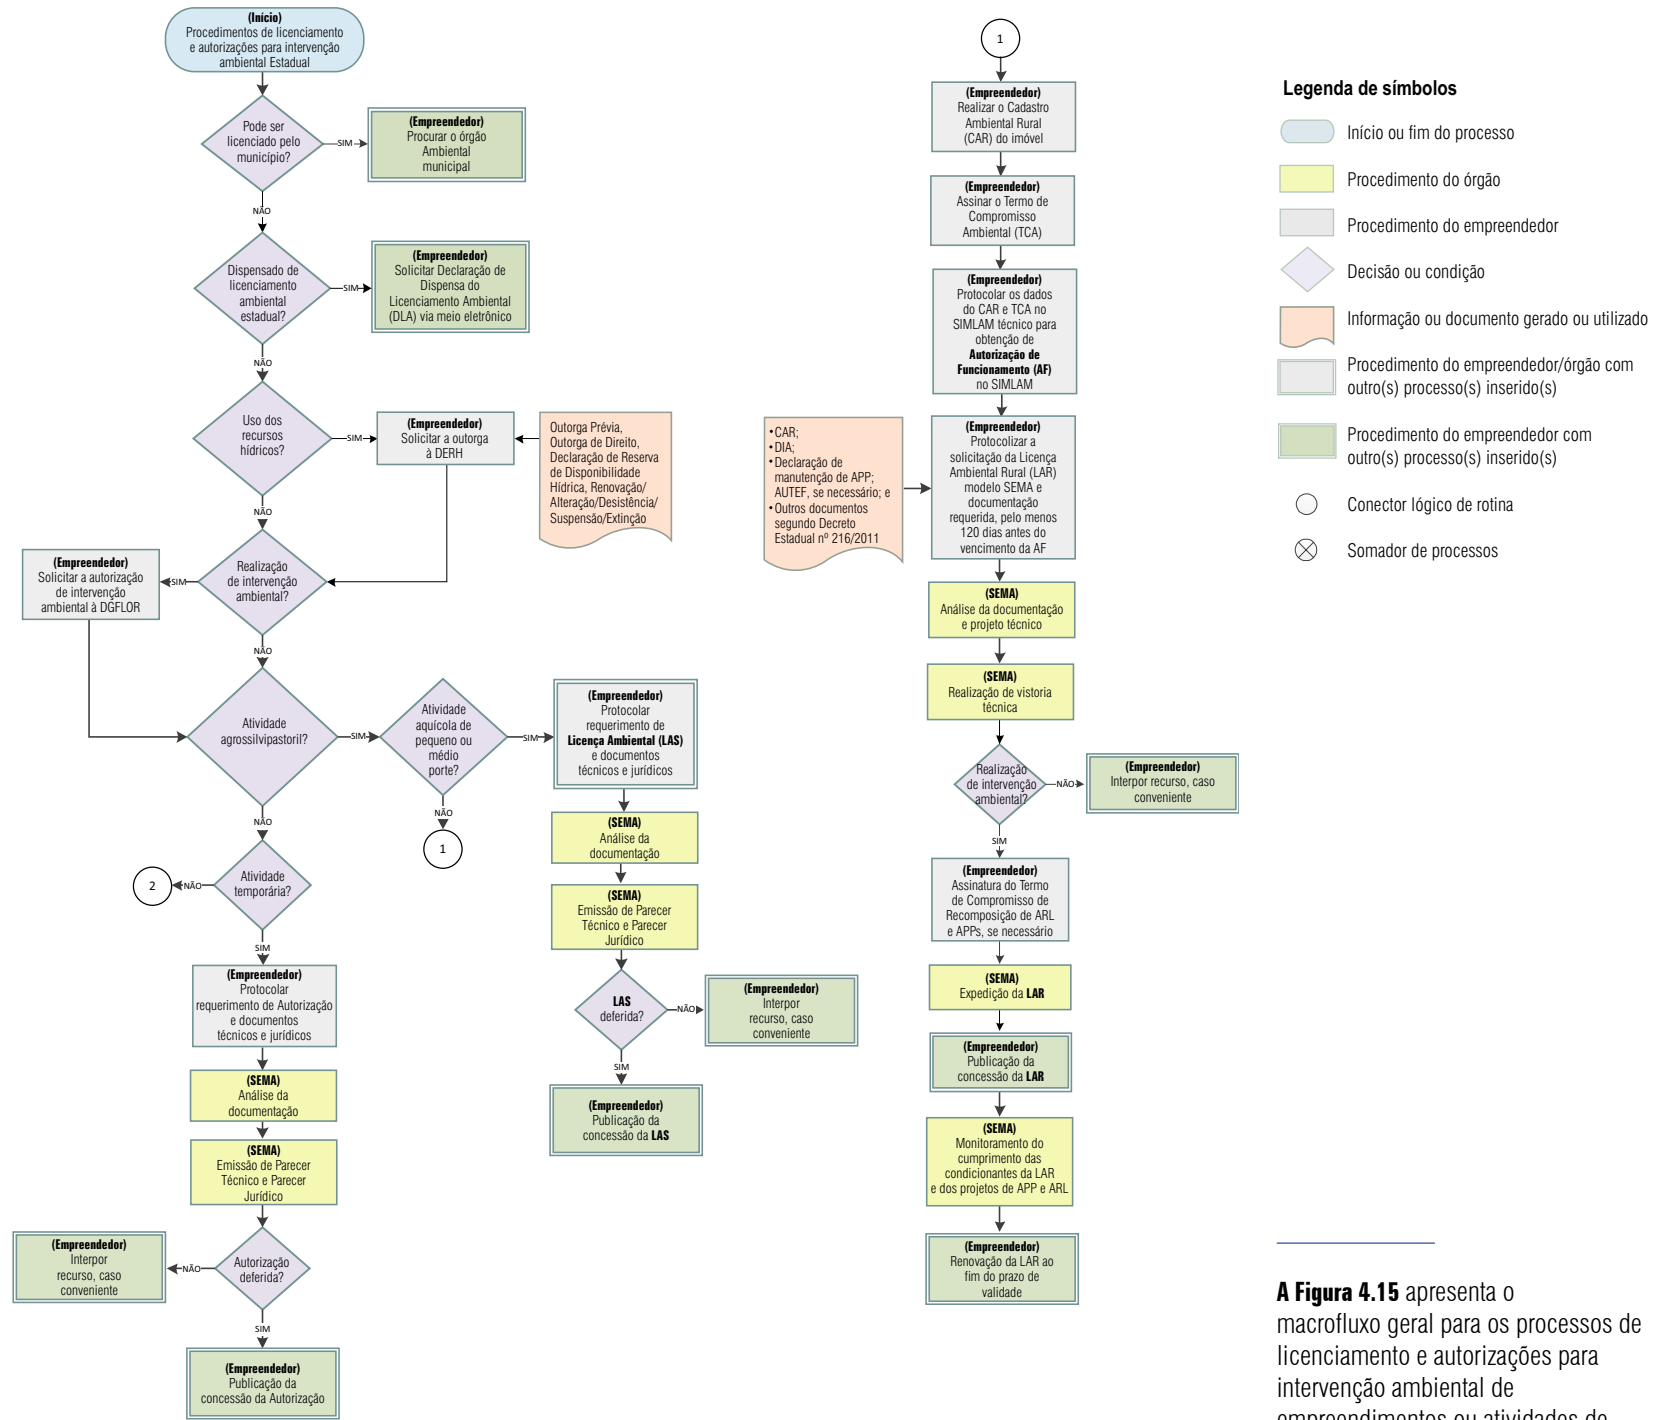 (Início)
Procedimentos de licenciamento
e autorizações para intervenção
ambiental Estadual
Pode ser
licenciado pelo
município?
SIM
(Empreendedor)
Procurar o órgão
Ambiental
municipal
NÃO
Dispensado de
licenciamento
ambiental
estadual?
SIM
(Empreendedor)
Solicitar Declaração de
Dispensa do
Licenciamento Ambiental
(DLA) via meio eletrônico
NÃO
Uso dos
recursos
hídricos?
SIM
(Empreendedor)
Solicitar a outorga
à DERH
Outorga Prévia,
Outorga de Direito,
Declaração de Reserva
de Disponibilidade
Hídrica, Renovação/
Alteração/Desistência/
Suspensão/Extinção
NÃO
Realização
de intervenção
ambiental?
SIM
(Empreendedor)
Solicitar a autorização
de intervenção
ambiental à DGFLOR
NÃO
Atividade
agrossilvipastoril?
SIM
Atividade
aquícola de
pequeno ou
médio
porte?
SIM
(Empreendedor)
Protocolar
requerimento de
Licença Ambiental (LAS)
e documentos
técnicos e jurídicos
NÃO
1
(SEMA)
Análise da
documentação
(SEMA)
Emissão de Parecer
Técnico e Parecer
Jurídico
LAS
deferida?
NÃO
(Empreendedor)
Interpor
recurso, caso
conveniente
SIM
(Empreendedor)
Publicação da
concessão da LAS
NÃO
Atividade
temporária?
NÃO
2
SIM
(Empreendedor)
Protocolar
requerimento de Autorização
e documentos
técnicos e jurídicos
(SEMA)
Análise da
documentação
(SEMA)
Emissão de Parecer
Técnico e Parecer
Jurídico
Autorização
deferida?
NÃO
(Empreendedor)
Interpor
recurso, caso
conveniente
SIM
(Empreendedor)
Publicação da
concessão da Autorização
1
(Empreendedor)
Realizar o Cadastro
Ambiental Rural
(CAR) do imóvel
(Empreendedor)
Assinar o Termo de
Compromisso
Ambiental (TCA)
(Empreendedor)
Protocolar os dados
do CAR e TCA no
SIMLAM técnico para
obtenção de
Autorização de
Funcionamento (AF)
no SIMLAM
•CAR;
•DIA;
•Declaração de
manutenção de APP;
AUTEF, se necessário; e
•Outros documentos
segundo Decreto
Estadual nº 216/2011
(Empreendedor)
Protocolizar a
solicitação da Licença
Ambiental Rural (LAR)
modelo SEMA e
documentação
requerida, pelo menos
120 dias antes do
vencimento da AF
(SEMA)
Análise da documentação
e projeto técnico
(SEMA)
Realização de vistoria
técnica
Realização
de intervenção
ambiental?
NÃO
(Empreendedor)
Interpor recurso, caso
conveniente
SIM
(Empreendedor)
Assinatura do Termo
de Compromisso de
Recomposição de ARL
e APPs, se necessário
(SEMA)
Expedição da LAR
(Empreendedor)
Publicação da
concessão da LAR
(SEMA)
Monitoramento do
cumprimento das
condicionantes da LAR
e dos projetos de APP e ARL
(Empreendedor)
Renovação da LAR ao
fim do prazo de
validade
Legenda de símbolos
Início ou fim do processo
Procedimento do órgão
Procedimento do empreendedor
Decisão ou condição
Informação ou documento gerado ou utilizado
Procedimento do empreendedor/órgão com
outro(s) processo(s) inserido(s)
Procedimento do empreendedor com
outro(s) processo(s) inserido(s)
Conector lógico de rotina
Somador de processos
A Figura 4.15 apresenta o
macrofluxo geral para os processos de
licenciamento e autorizações para
intervenção ambiental de
empreendimentos ou atividades de